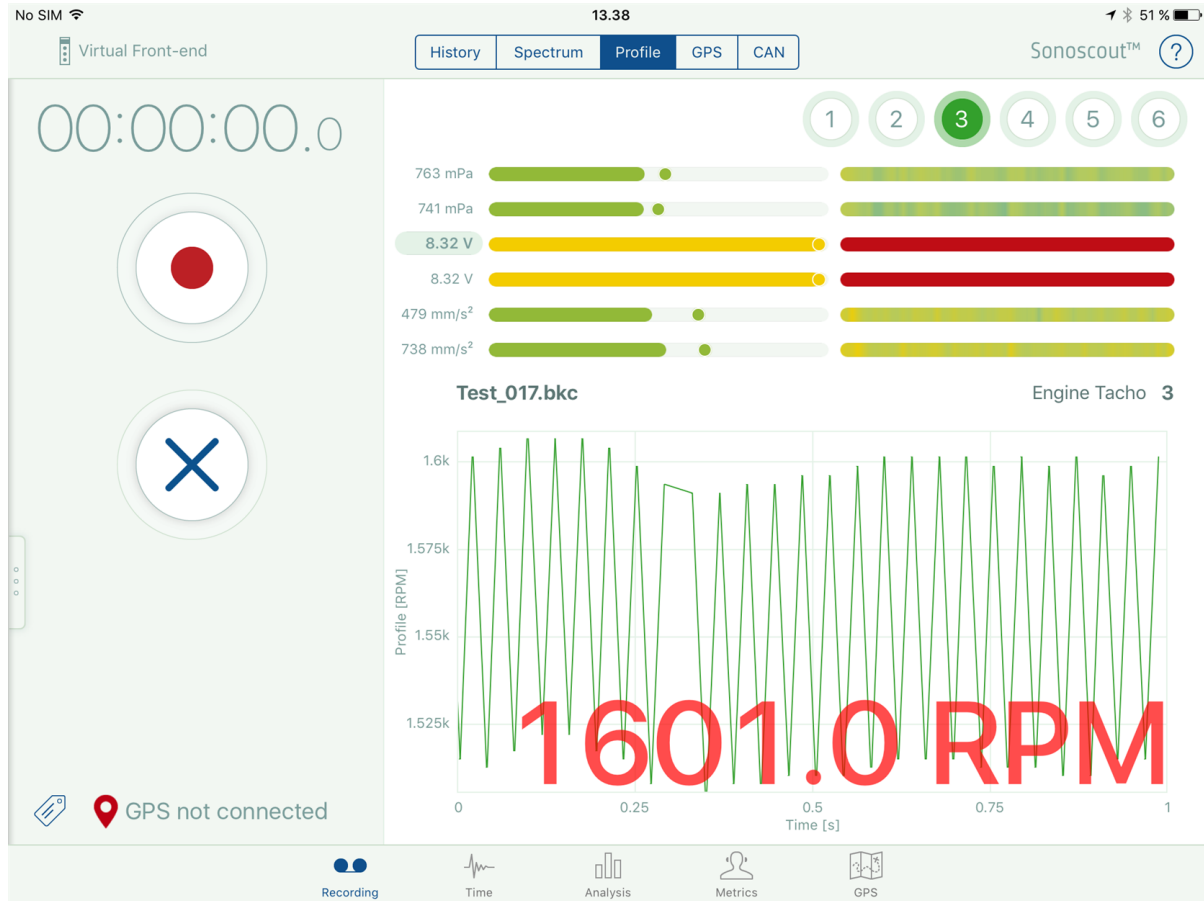 No SIM 13.38 51 %
Virtual Front-end History Spectrum Profile GPS CAN Sonoscout™ ?
00:00:00.0
1 2 3 4 5 6
763 mPa
741 mPa
8.32 V
8.32 V
479 mm/s²
738 mm/s²
Test_017.bkc Engine Tacho 3
1.6k
1.575k
1.55k
1.525k
Profile [RPM]
1601.0 RPM
0 0.25 0.5 0.75 1
Time [s]
GPS not connected
Recording Time Analysis Metrics GPS